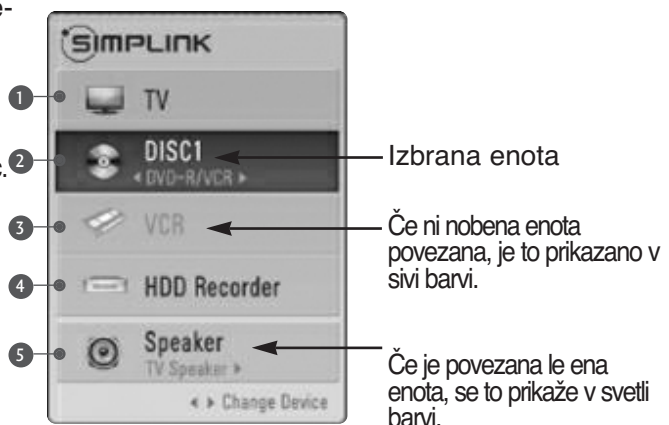 e-
SIMPLINK
1 TV
2 DISC1
◂ DVD-R/VCR ▸
c.
Izbrana enota
3 VCR
Če ni nobena enota
povezana, je to prikazano v
sivi barvi.
4 HDD Recorder
5 Speaker
TV Speaker ▸
Če je povezana le ena
enota, se to prikaže v svetli
barvi.
◂ ▸ Change Device